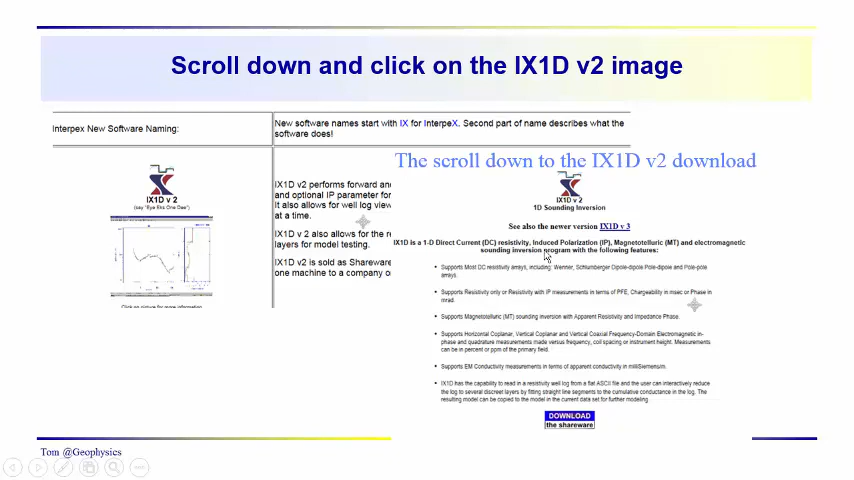 Scroll down and click on the IX1D v2 image
Interpex New Software Naming:
New software names start with IX for InterpeX. Second part of name describes what the
software does!
The scroll down to the IX1D v2 download
IX1D v 2
(say "Eye Eks One Dee")
Click on picture for more information
IX1D v2 performs forward and
and optional IP parameter for
It also allows for well log view
at a time.
IX1D v 2 also allows for the re
layers for model testing.
IX1D v2 is sold as Shareware
one machine to a company o
IX1D v 2
1D Sounding Inversion
See also the newer version IX1D v 3
IX1D is a 1-D Direct Current (DC) resistivity, Induced Polarization (IP), Magnetotelluric (MT) and electromagnetic
sounding inversion program with the following features:
• Supports Most DC resistivity arrays, including: Wenner, Schlumberger Dipole-dipole Pole-dipole and Pole-pole
arrays.
• Supports Resistivity only or Resistivity with IP measurements in terms of PFE, Chargeability in msec or Phase in
mrad.
• Supports Magnetotelluric (MT) sounding inversion with Apparent Resistivity and Impedance Phase.
• Supports Horizontal Coplanar, Vertical Coplanar and Vertical Coaxial Frequency-Domain Electromagnetic in-
phase and quadrature measurements made versus frequency, coil spacing or instrument height. Measurements
can be in percent or ppm of the primary field.
• Supports EM Conductivity measurements in terms of apparent conductivity in milliSiemens/m.
• IX1D has the capability to read in a resistivity well log from a flat ASCII file and the user can interactively reduce
the log to several discreet layers by fitting straight line segments to the cumulative conductance in the log. The
resulting model can be copied to the model in the current data set for further modeling
DOWNLOAD
the shareware
Tom @Geophysics